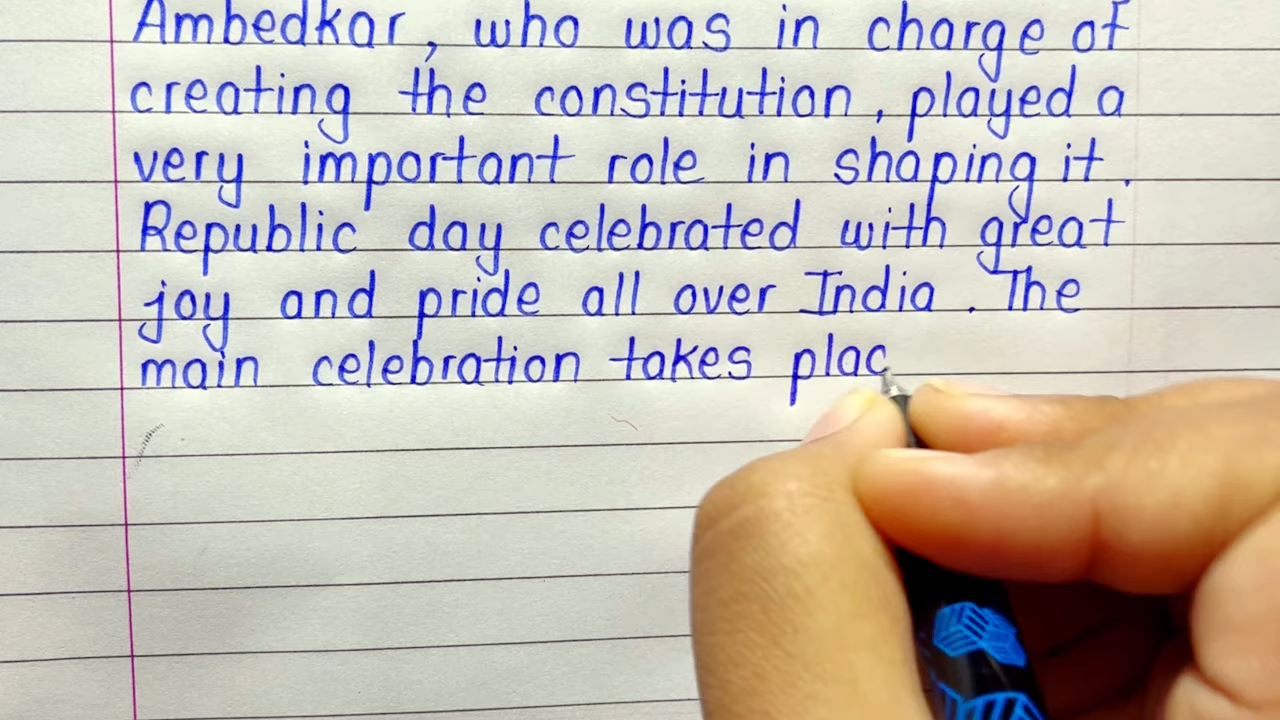 Ambedkar, who was in charge of
creating the constitution, played a
very important role in shaping it.
Republic day celebrated with great
joy and pride all over India. The
main celebration takes plac